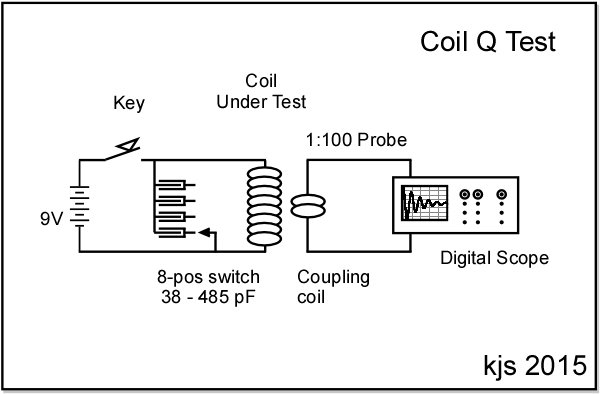 Coil Q Test
Coil
Under Test
Key
1:100 Probe
9V
Digital Scope
8-pos switch
38 - 485 pF
Coupling
coil
kjs 2015